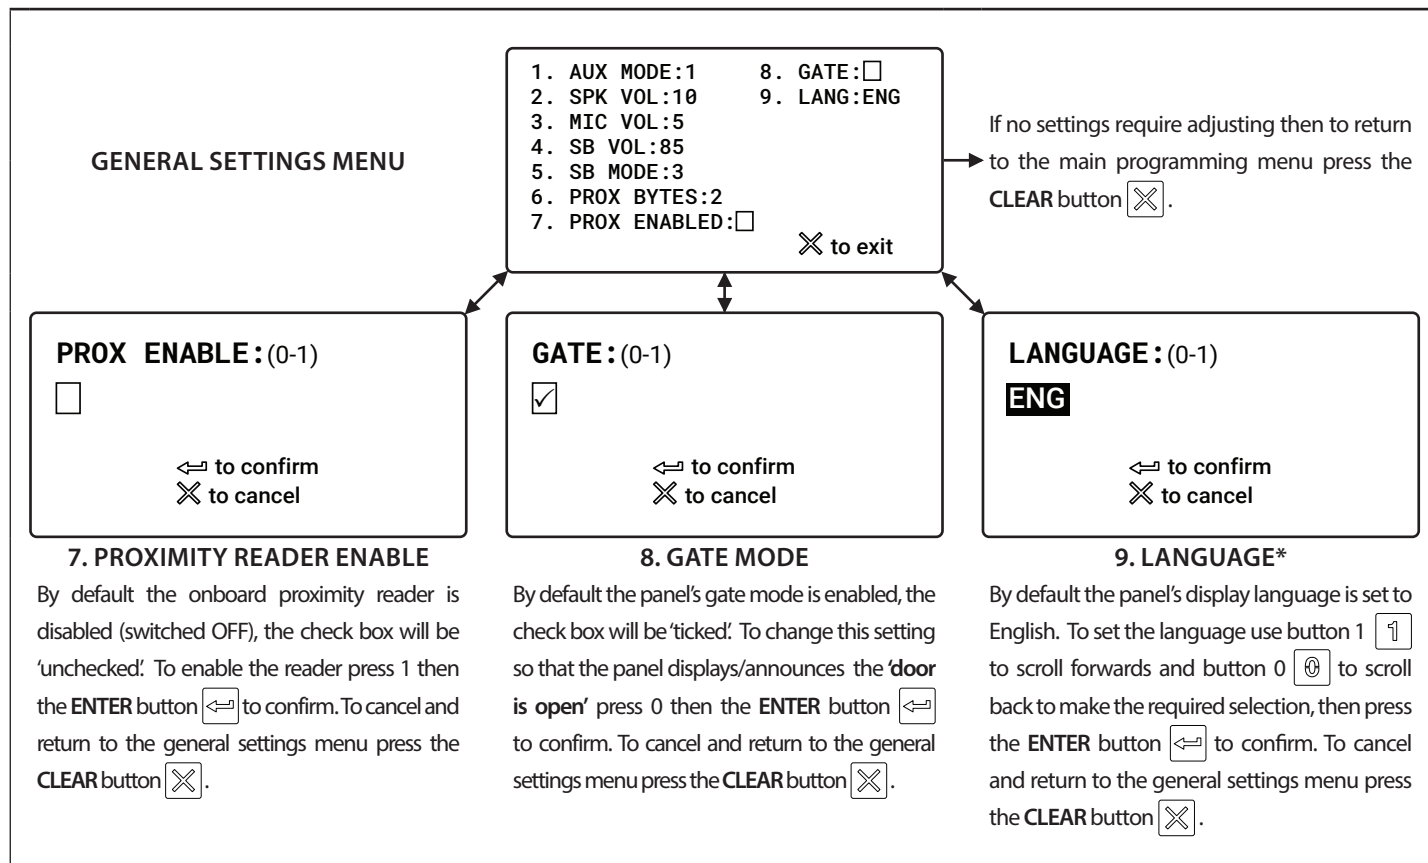 GENERAL SETTINGS MENU
1. AUX MODE:1
2. SPK VOL:10
3. MIC VOL:5
4. SB VOL:85
5. SB MODE:3
6. PROX BYTES:2
7. PROX ENABLED:
8. GATE:
9. LANG:ENG
to exit
If no settings require adjusting then to return
to the main programming menu press the
CLEAR button .
PROX ENABLE:(0-1)
to confirm
to cancel
7. PROXIMITY READER ENABLE
By default the onboard proximity reader is
disabled (switched OFF), the check box will be
‘unchecked’. To enable the reader press 1 then
the ENTER button to confirm. To cancel and
return to the general settings menu press the
CLEAR button .
GATE:(0-1)
✓
to confirm
to cancel
8. GATE MODE
By default the panel’s gate mode is enabled, the
check box will be ‘ticked’. To change this setting
so that the panel displays/announces the ‘door
is open’ press 0 then the ENTER button
to confirm. To cancel and return to the general
settings menu press the CLEAR button .
LANGUAGE:(0-1)
ENG
to confirm
to cancel
9. LANGUAGE*
By default the panel’s display language is set to
English. To set the language use button 1 1
to scroll forwards and button 0 0 to scroll
back to make the required selection, then press
the ENTER button to confirm. To cancel
and return to the general settings menu press
the CLEAR button .